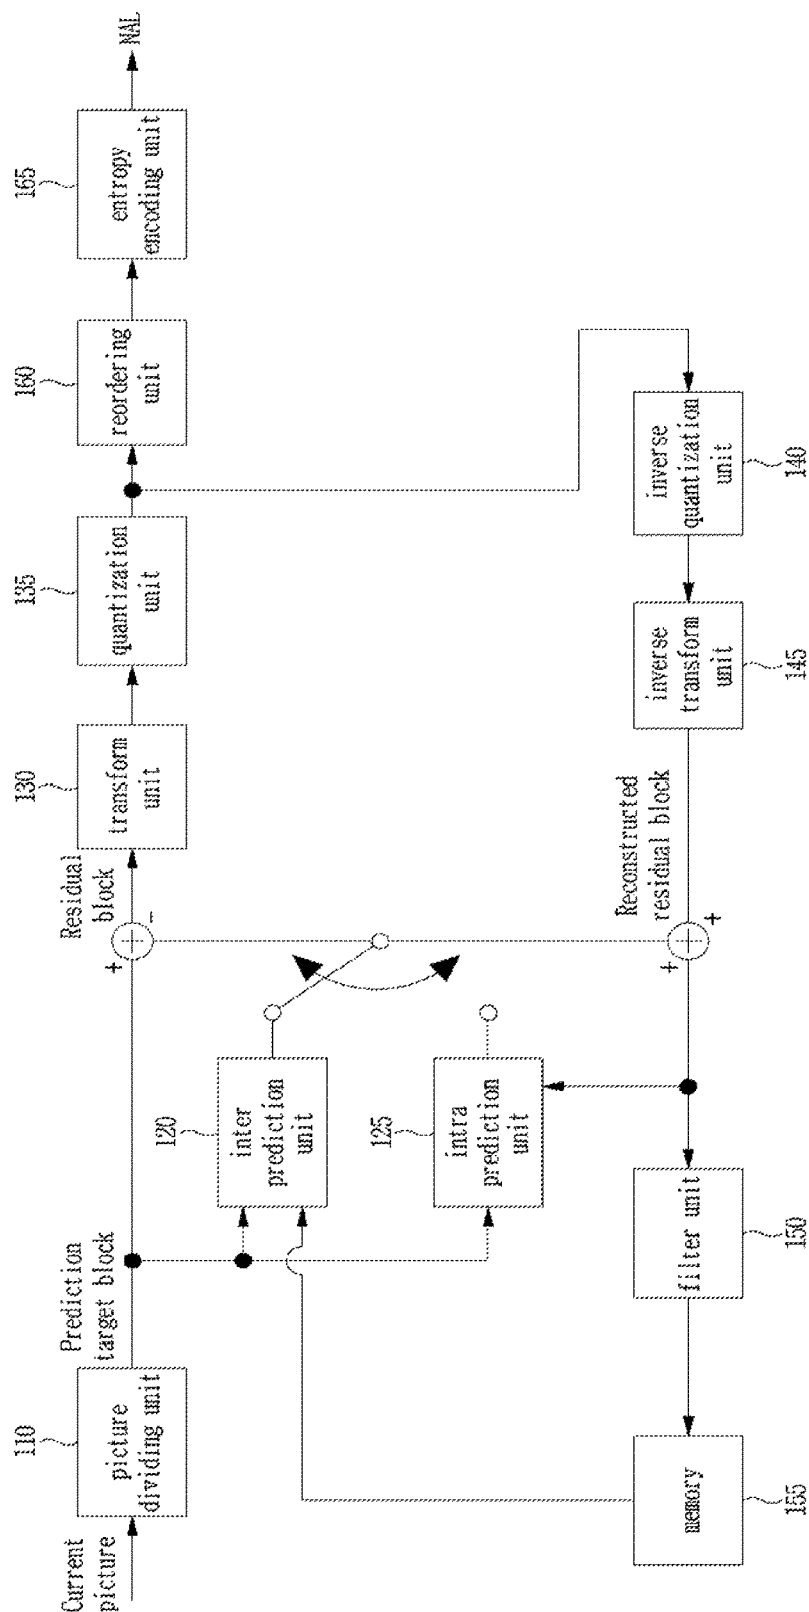 Current
picture
110
picture
dividing unit
Prediction
target block
+
-
Residual
block
130
transform
unit
135
quantization
unit
160
reordering
unit
165
entropy
encoding unit
NAL
120
inter
prediction
unit
125
intra
prediction
unit
155
memory
150
filter unit
+
+
Reconstructed
residual block
145
inverse
transform
unit
140
inverse
quantization
unit